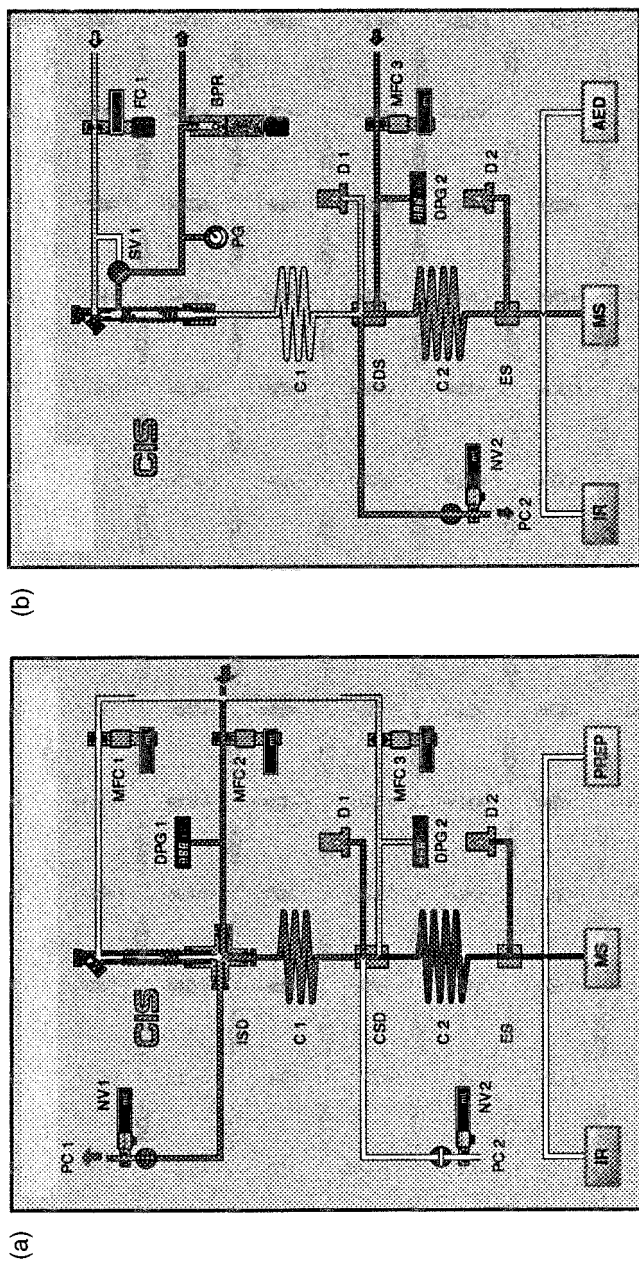 (a)
PC 1
NV1
CIS
MFC 1
DPG 1
MFC 2
ISD
C 1
D 1
MFC 3
CSD
DPG 2
C 2
D 2
NV2
PC 2
ES
IR
MS
PREP
(b)
FC 1
SV 1
BPR
CIS
PG
C 1
D 1
MFC 3
CDS
DPG 2
C 2
D 2
NV2
PC 2
ES
IR
MS
AED